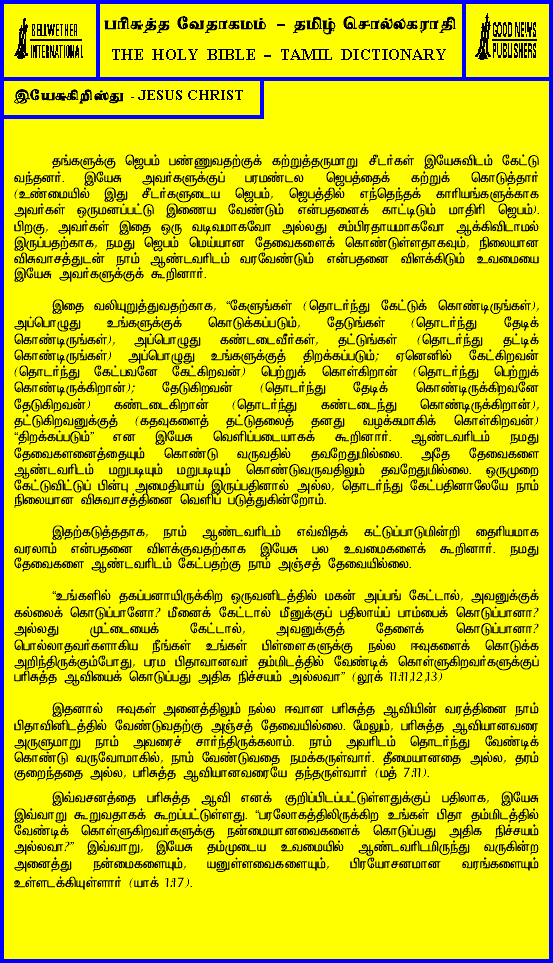 BELLWETHER
INTERNATIONAL
பரிசுத்த வேதாகமம் – தமிழ் சொல்லகராதி
THE HOLY BIBLE – TAMIL DICTIONARY
GOOD NEWS
PUBLISHERS
இயேசுகிறிஸ்து - JESUS CHRIST
தங்களுக்கு ஜெபம் பண்ணுவதற்குக் கற்றுத்தருமாறு சீடர்கள் இயேசுவிடம் கேட்டு
வந்தனர். இயேசு அவர்களுக்குப் பரமண்டல ஜெபத்தைக் கற்றுக் கொடுத்தார்
(உண்மையில் இது சீடர்களுடைய ஜெபம், ஜெபத்தில் எந்தெந்தக் காரியங்களுக்காக
அவர்கள் ஒருமனப்பட்டு இணைய வேண்டும் என்பதனைக் காட்டிடும் மாதிரி ஜெபம்).
பிறகு, அவர்கள் இதை ஒரு வடிவமாகவோ அல்லது சம்பிரதாயமாகவோ ஆக்கிவிடாமல்
இருப்பதற்காக, நமது ஜெபம் மெய்யான தேவைகளைக் கொண்டுள்ளதாகவும், நிலையான
விசுவாசத்துடன் நாம் ஆண்டவரிடம் வரவேண்டும் என்பதனை விளக்கிடும் உவமையை
இயேசு அவர்களுக்குக் கூறினார்.
இதை வலியுறுத்துவதற்காக, “கேளுங்கள் (தொடர்ந்து கேட்டுக் கொண்டிருங்கள்),
அப்பொழுது உங்களுக்குக் கொடுக்கப்படும், தேடுங்கள் (தொடர்ந்து தேடிக்
கொண்டிருங்கள்), அப்பொழுது கண்டடைவீர்கள், தட்டுங்கள் (தொடர்ந்து தட்டிக்
கொண்டிருங்கள்) அப்பொழுது உங்களுக்குத் திறக்கப்படும்; ஏனெனில் கேட்கிறவன்
(தொடர்ந்து கேட்பவனே கேட்கிறவன்) பெற்றுக் கொள்கிறான் (தொடர்ந்து பெற்றுக்
கொண்டிருக்கிறான்); தேடுகிறவன் (தொடர்ந்து தேடிக் கொண்டிருக்கிறவனே
தேடுகிறவன்) கண்டடைகிறான் (தொடர்ந்து கண்டடைந்து கொண்டிருக்கிறான்),
தட்டுகிறவனுக்குத் (கதவுகளைத் தட்டுதலைத் தனது வழக்கமாகிக் கொள்கிறவன்)
“திறக்கப்படும்” என இயேசு வெளிப்படையாகக் கூறினார். ஆண்டவரிடம் நமது
தேவைகளனைத்தையும் கொண்டு வருவதில் தவறேதுமில்லை. அதே தேவைகளை
ஆண்டவரிடம் மறுபடியும் மறுபடியும் கொண்டுவருவதிலும் தவறேதுமில்லை. ஒருமுறை
கேட்டுவிட்டுப் பின்பு அமைதியாய் இருப்பதினால் அல்ல, தொடர்ந்து கேட்பதினாலேயே நாம்
நிலையான விசுவாசத்தினை வெளிப் படுத்துகின்றோம்.
இதற்கடுத்ததாக, நாம் ஆண்டவரிடம் எவ்விதக் கட்டுப்பாடுமின்றி தைரியமாக
வரலாம் என்பதனை விளக்குவதற்காக இயேசு பல உவமைகளைக் கூறினார். நமது
தேவைகளை ஆண்டவரிடம் கேட்பதற்கு நாம் அஞ்சத் தேவையில்லை.
“உங்களில் தகப்பனாயிருக்கிற ஒருவனிடத்தில் மகன் அப்பங் கேட்டால், அவனுக்குக்
கல்லைக் கொடுப்பானோ? மீனைக் கேட்டால் மீனுக்குப் பதிலாய்ப் பாம்பைக் கொடுப்பானா?
அல்லது முட்டையைக் கேட்டால், அவனுக்குத் தேளைக் கொடுப்பானா?
பொல்லாதவர்களாகிய நீங்கள் உங்கள் பிள்ளைகளுக்கு நல்ல ஈவுகளைக் கொடுக்க
அறிந்திருக்கும்போது, பரம பிதாவானவர் தம்மிடத்தில் வேண்டிக் கொள்ளுகிறவர்களுக்குப்
பரிசுத்த ஆவியைக் கொடுப்பது அதிக நிச்சயம் அல்லவா” (லூக் 11:11,12,13)
இதனால் ஈவுகள் அனைத்திலும் நல்ல ஈவான பரிசுத்த ஆவியின் வரத்தினை நாம்
பிதாவினிடத்தில் வேண்டுவதற்கு அஞ்சத் தேவையில்லை. மேலும், பரிசுத்த ஆவியானவரை
அருளுமாறு நாம் அவரைச் சார்ந்திருக்கலாம். நாம் அவரிடம் தொடர்ந்து வேண்டிக்
கொண்டு வருவோமாகில், நாம் வேண்டுவதை நமக்கருள்வார். தீமையானதை அல்ல, தரம்
குறைந்ததை அல்ல, பரிசுத்த ஆவியானவரையே தந்தருள்வார் (மத் 7:11).
இவ்வசனத்தை பரிசுத்த ஆவி எனக் குறிப்பிடப்பட்டுள்ளதுக்குப் பதிலாக, இயேசு
இவ்வாறு கூறுவதாகக் கூறப்பட்டுள்ளது. “பரலோகத்திலிருகிற உங்கள் பிதா தம்மிடத்தில்
வேண்டிக் கொள்ளுகிறவர்களுக்கு நன்மையானவைகளைக் கொடுப்பது அதிக நிச்சயம்
அல்லவா?” இவ்வாறு, இயேசு தம்முடைய உவமையில் ஆண்டவரிடமிருந்து வருகின்ற
அனைத்து நன்மைகளையும், யனுள்ளவைகளையும், பிரயோசனமான வரங்களையும்
உள்ளடக்கியுள்ளார் (யாக் 1:17).